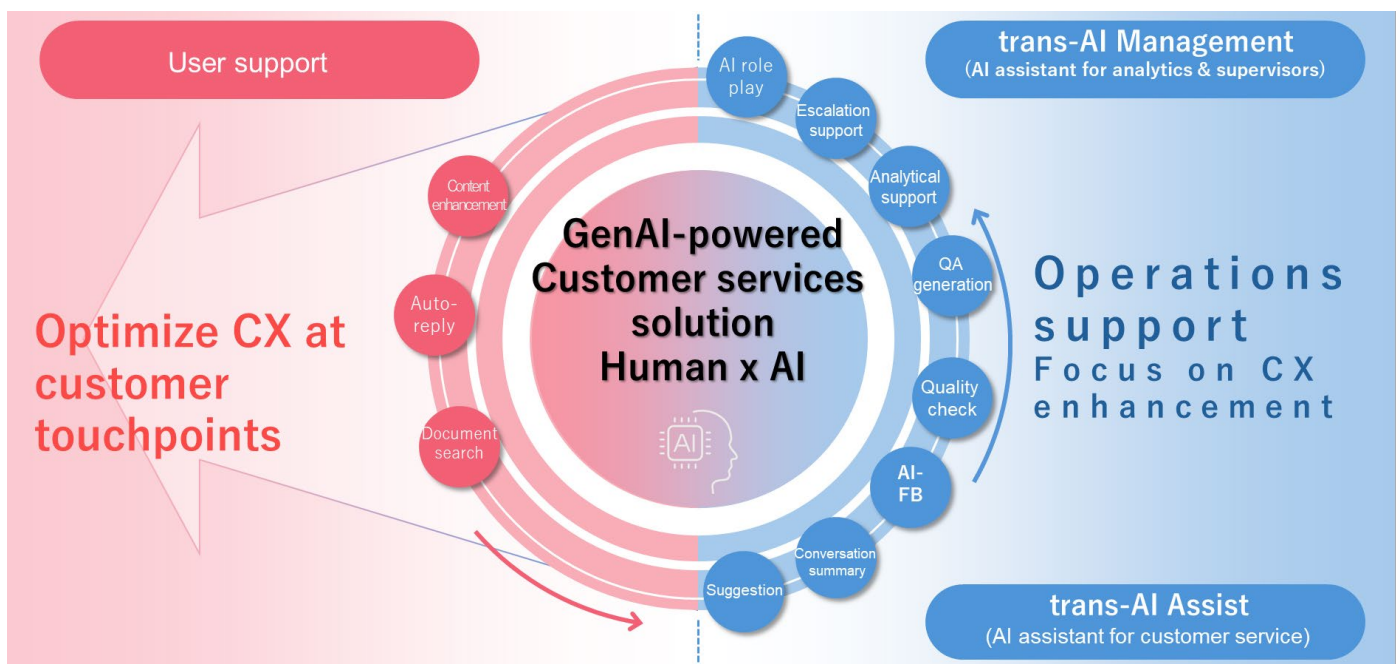 User support
trans-AI Management
(AI assistant for analytics & supervisors)
AI role
play
Escalation
support
Analytical
support
Content
enhancement
QA
generation
GenAI-powered
Customer services
solution
Human x AI
Auto-
reply
Optimize CX at
customer
touchpoints
Operations
support
Focus on CX
enhancement
Quality
check
Document
search
AI
AI-
FB
Conversation
summary
Suggestion
trans-AI Assist
(AI assistant for customer service)